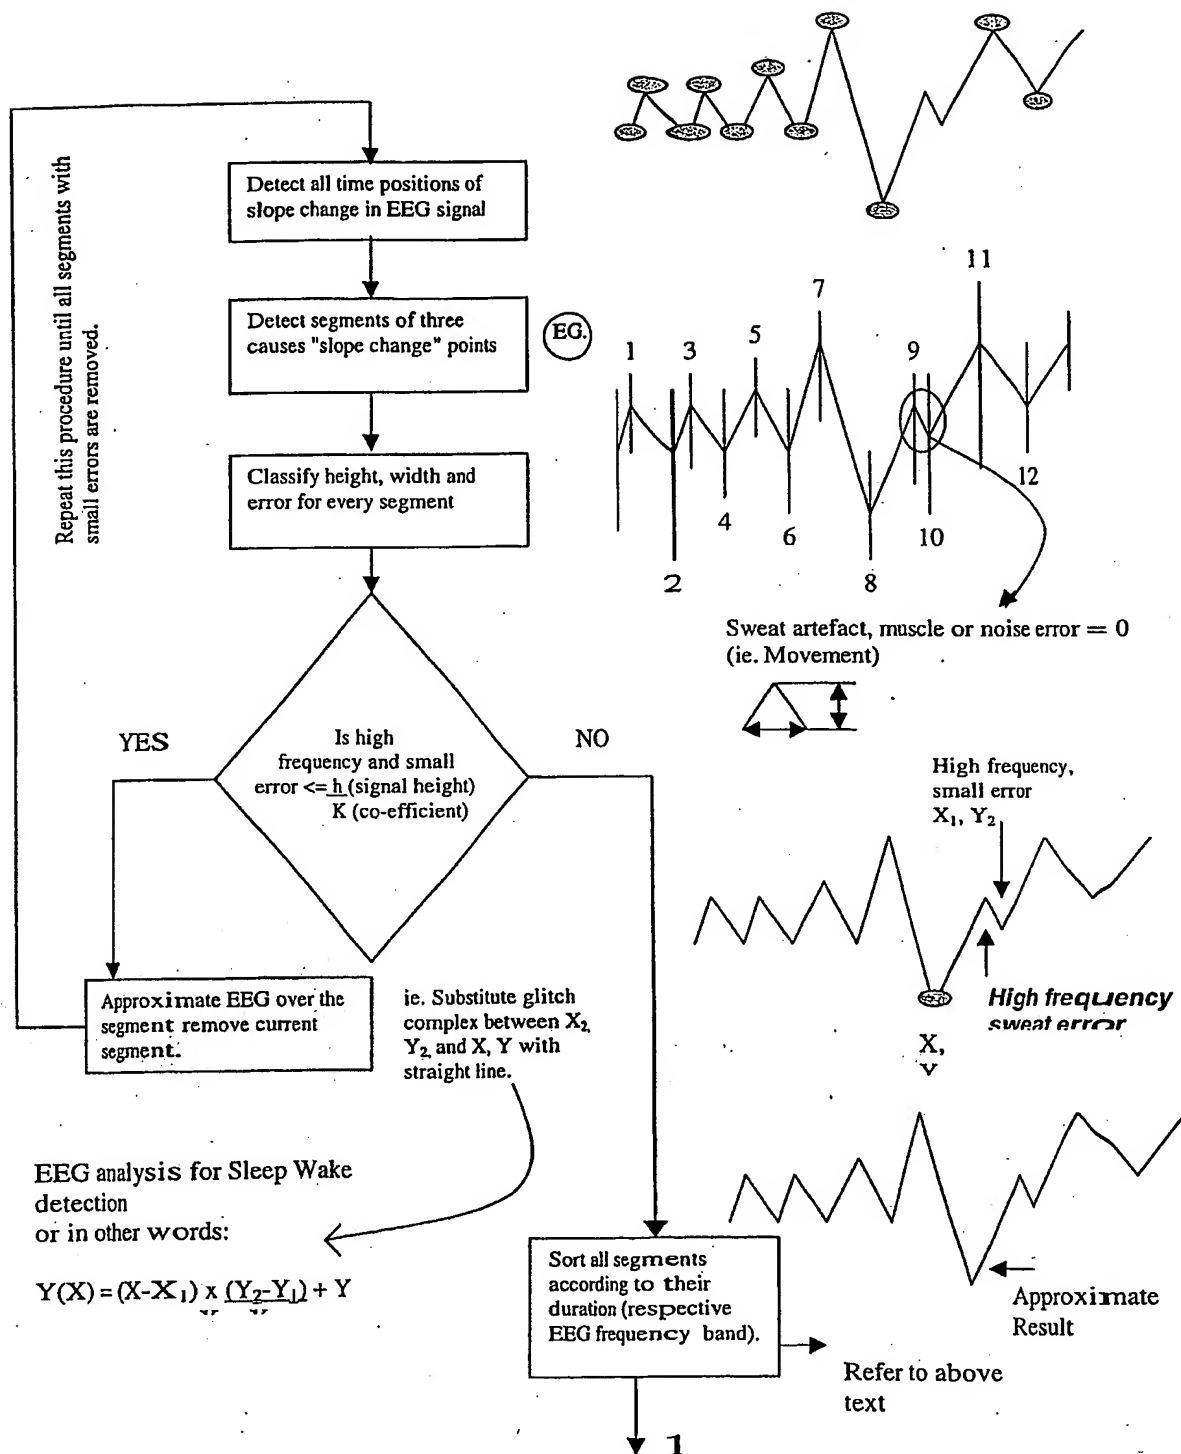 Repeat this procedure until all segments with
small errors are removed.
Detect all time positions of
slope change in EEG signal
Detect segments of three
causes "slope change" points
EG.
Classify height, width and
error for every segment
YES
Is high
frequency and small
error <= h (signal height)
K (co-efficient)
NO
Approximate EEG over the
segment remove current
segment.
ie. Substitute glitch
complex between X2,
Y2, and X, Y with
straight line.
EEG analysis for Sleep Wake
detection
or in other words:
Y(X) = (X-X1) x (Y2-Y1) + Y
Sort all segments
according to their
duration (respective
EEG frequency band).
Refer to above
text
1
11
7
5
1 3 9
12
4 6 10
2 8
Sweat artefact, muscle or noise error = 0
(ie. Movement)
High frequency,
small error
X1, Y2
High frequency
sweat error
X,
Approximate
Result